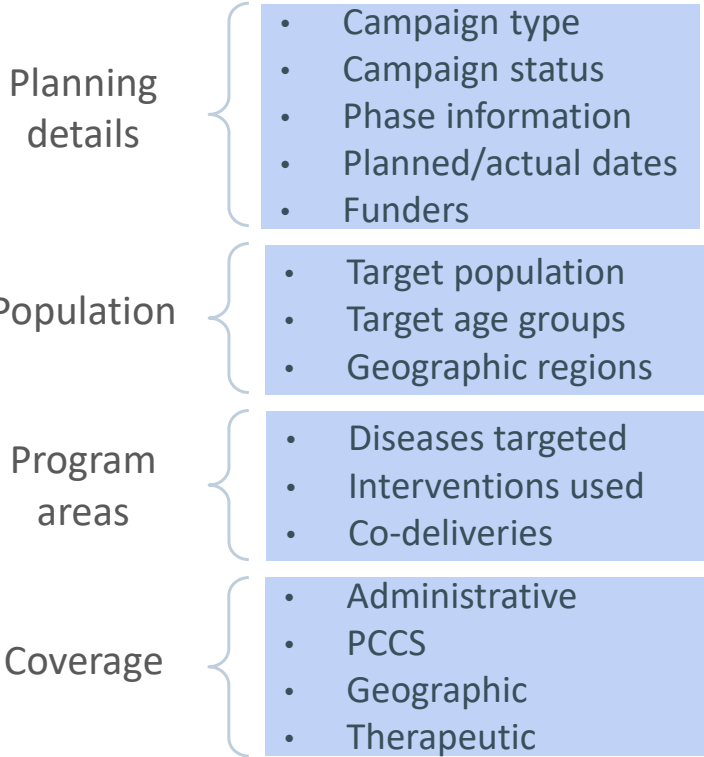 Planning
details
• Campaign type
• Campaign status
• Phase information
• Planned/actual dates
• Funders
Population
• Target population
• Target age groups
• Geographic regions
Program
areas
• Diseases targeted
• Interventions used
• Co-deliveries
Coverage
• Administrative
• PCCS
• Geographic
• Therapeutic